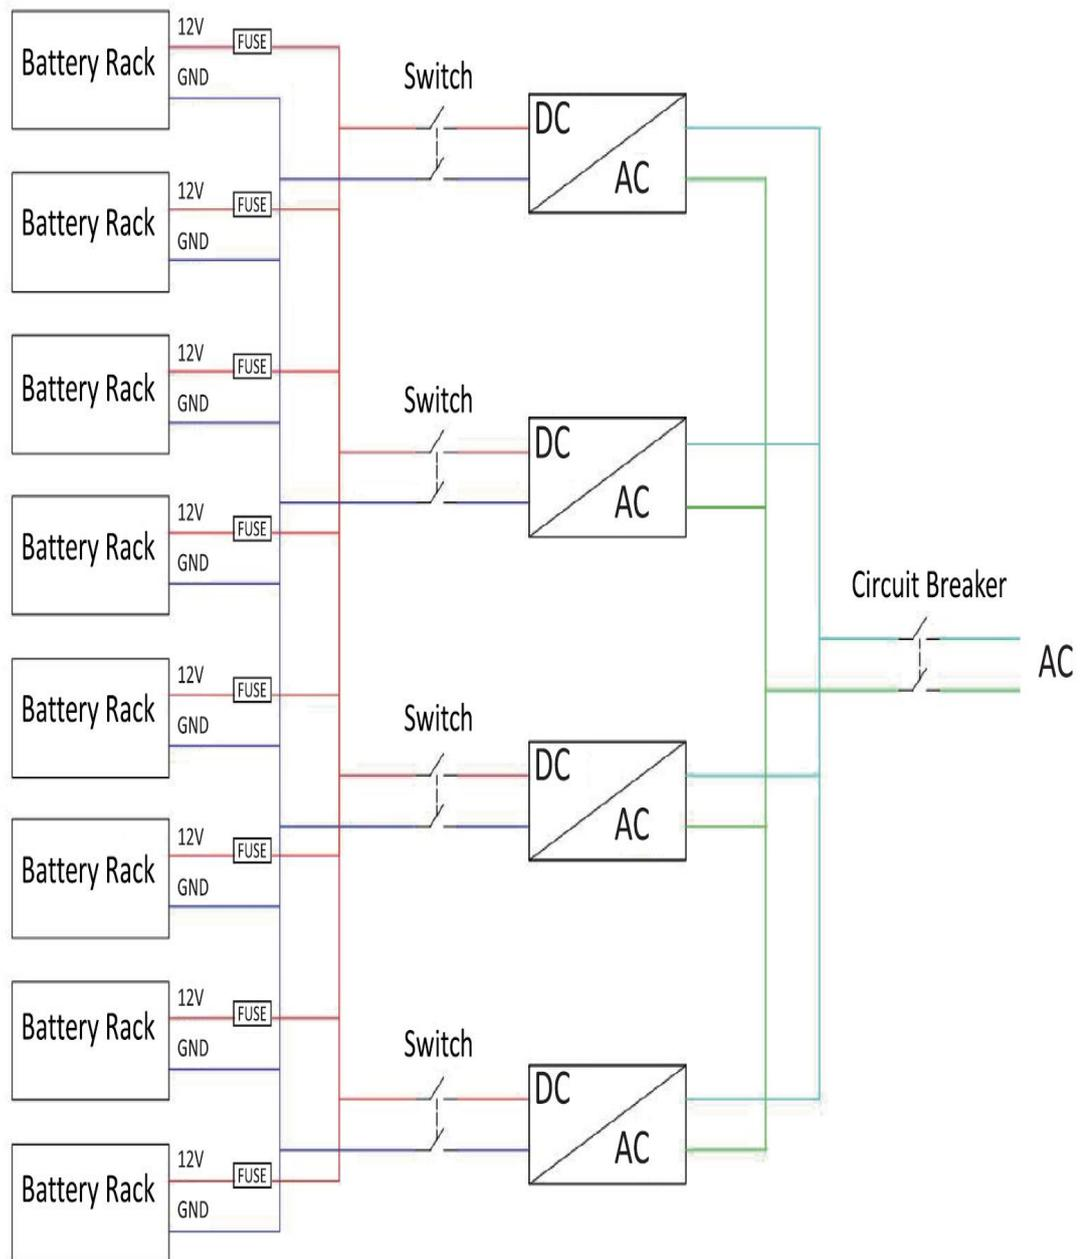 12V
FUSE
Battery Rack
GND
Switch
DC
AC
12V
FUSE
Battery Rack
GND
12V
FUSE
Battery Rack
GND
Switch
DC
AC
12V
FUSE
Battery Rack
GND
Circuit Breaker
AC
12V
FUSE
Battery Rack
GND
Switch
DC
AC
12V
FUSE
Battery Rack
GND
12V
FUSE
Battery Rack
GND
Switch
DC
AC
12V
FUSE
Battery Rack
GND